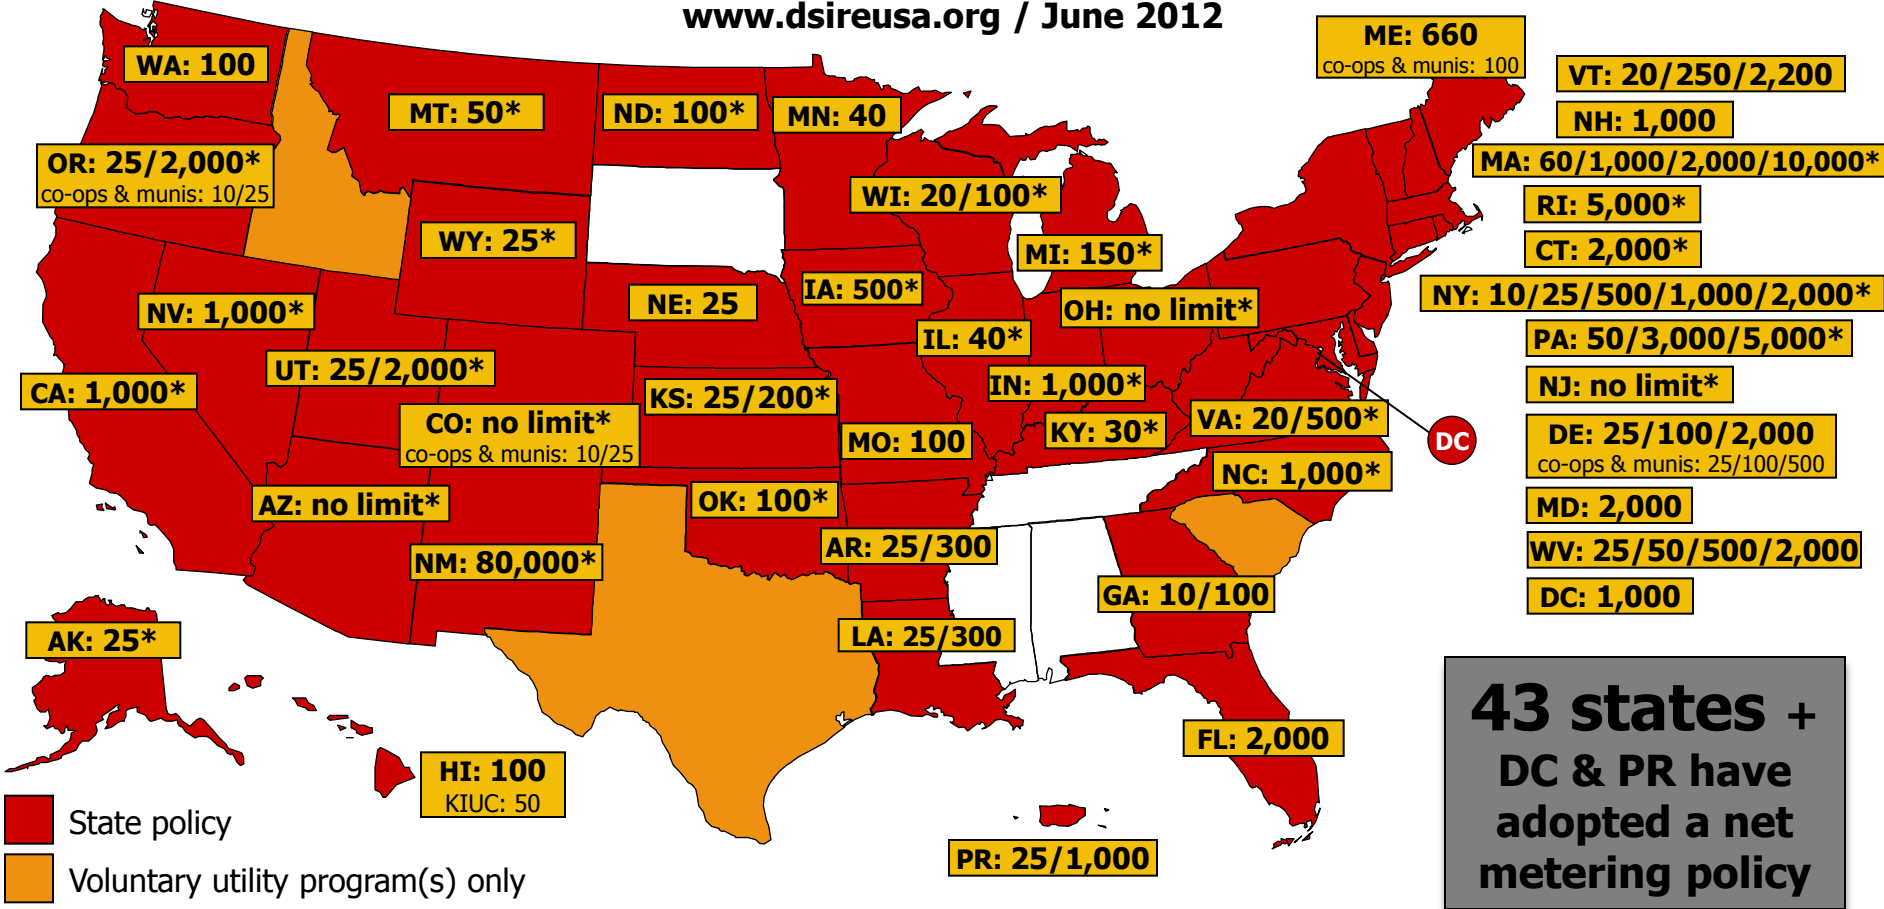 www.dsireusa.org / June 2012
WA: 100
MT: 50*
ND: 100*
MN: 40
ME: 660
co-ops & munis: 100
VT: 20/250/2,200
NH: 1,000
OR: 25/2,000*
co-ops & munis: 10/25
MA: 60/1,000/2,000/10,000*
WI: 20/100*
RI: 5,000*
WY: 25*
MI: 150*
CT: 2,000*
NV: 1,000*
NE: 25
IA: 500*
OH: no limit*
NY: 10/25/500/1,000/2,000*
IL: 40*
PA: 50/3,000/5,000*
UT: 25/2,000*
CA: 1,000*
KS: 25/200*
IN: 1,000*
NJ: no limit*
CO: no limit*
co-ops & munis: 10/25
MO: 100
KY: 30*
VA: 20/500*
DC
DE: 25/100/2,000
co-ops & munis: 25/100/500
NC: 1,000*
AZ: no limit*
OK: 100*
MD: 2,000
NM: 80,000*
AR: 25/300
WV: 25/50/500/2,000
GA: 10/100
DC: 1,000
AK: 25*
LA: 25/300
FL: 2,000
HI: 100
KIUC: 50
PR: 25/1,000
43 states +
DC & PR have
adopted a net
metering policy
State policy
Voluntary utility program(s) only